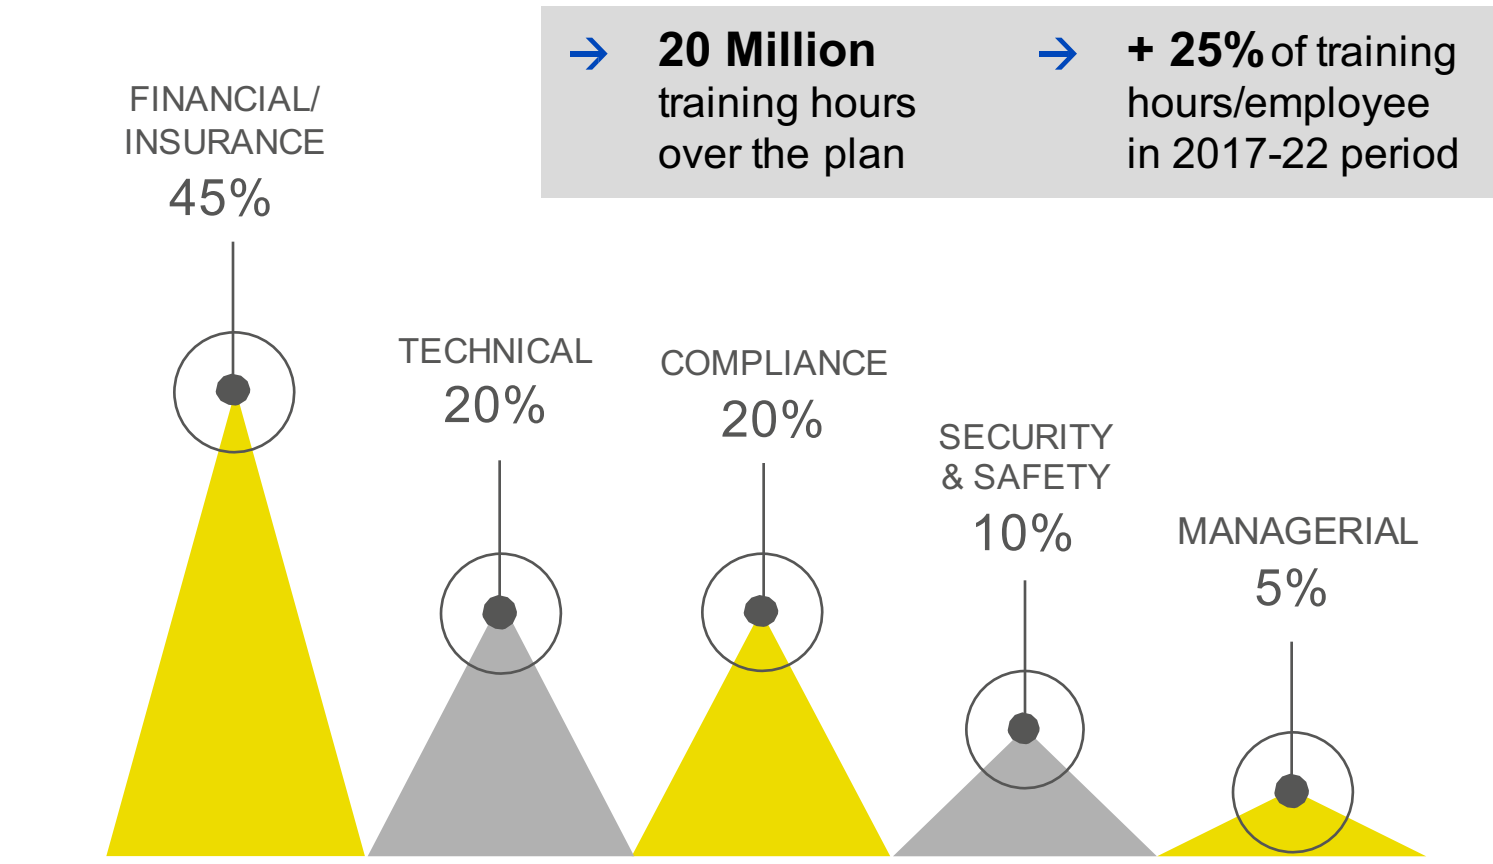 → 20 Million
training hours
over the plan
→ + 25% of training
hours/employee
in 2017-22 period
FINANCIAL/
INSURANCE
45%
TECHNICAL
20%
COMPLIANCE
20%
SECURITY
& SAFETY
10%
MANAGERIAL
5%